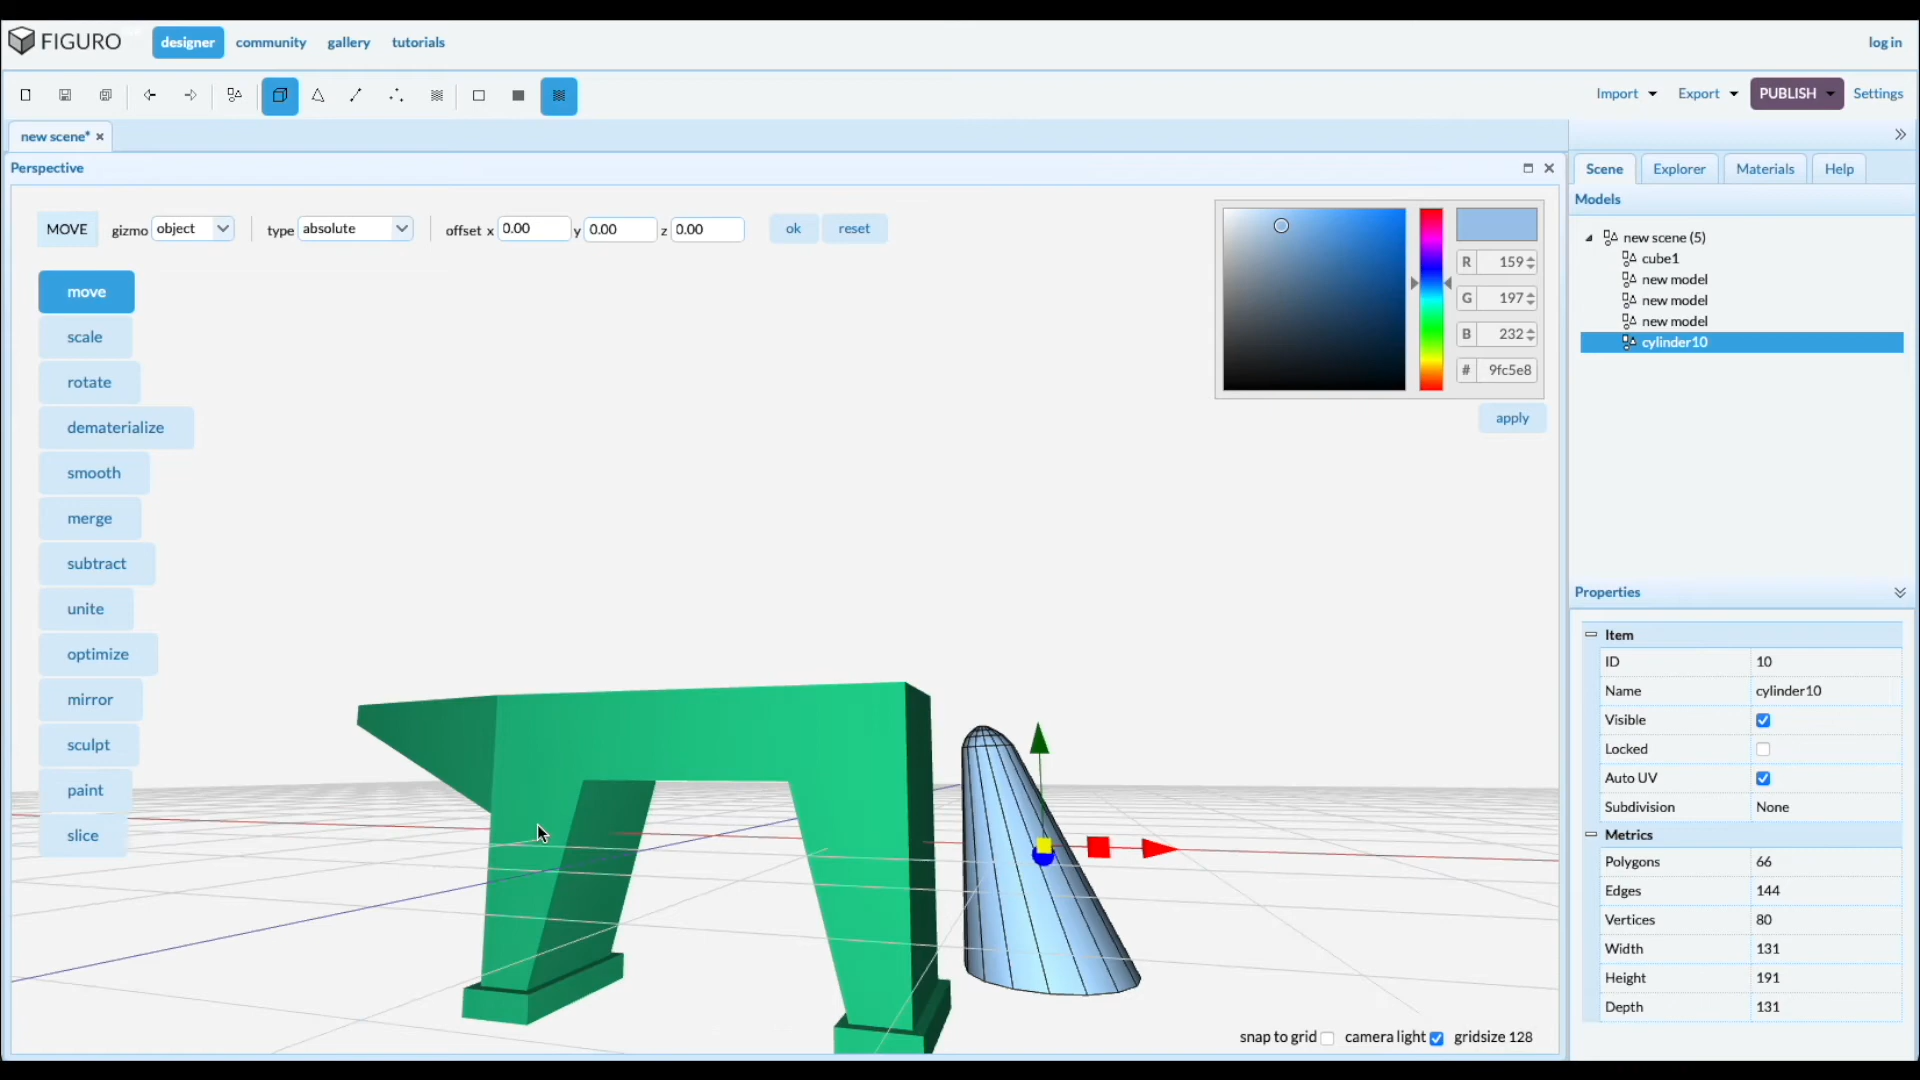 FIGURO designer community gallery tutorials log in
Import Export PUBLISH Settings
new scene*
Perspective
MOVE gizmo object type absolute offset x 0.00 y 0.00 z 0.00 ok reset
move
scale
rotate
dematerialize
smooth
merge
subtract
unite
optimize
mirror
sculpt
paint
slice
R 159
G 197
B 232
# 9fc5e8
apply
snap to grid camera light gridsize 128
Scene Explorer Materials Help
Models
new scene (5)
cube1
new model
new model
new model
cylinder10
Properties
Item
ID 10
Name cylinder10
Visible
Locked
Auto UV
Subdivision None
Metrics
Polygons 66
Edges 144
Vertices 80
Width 131
Height 191
Depth 131